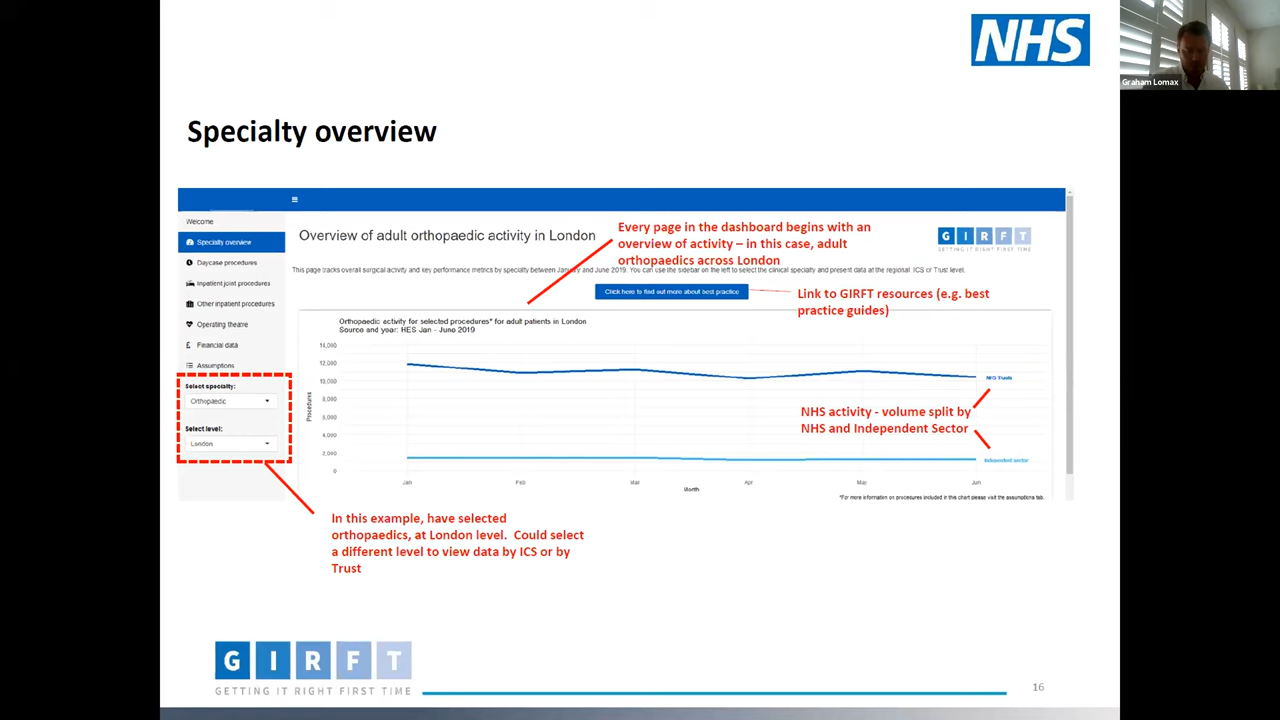 NHS
Graham Lomax
Specialty overview
Welcome
Specialty overview
Daycase procedures
Inpatient joint procedures
Other inpatient procedures
Operating theatre
£ Financial data
Assumptions
Select specialty:
Orthopaedic
Select level:
London
Overview of adult orthopaedic activity in London
Every page in the dashboard begins with an
overview of activity – in this case, adult
orthopaedics across London
GIRFT
GETTING IT RIGHT FIRST TIME
This page tracks overall surgical activity and key performance metrics by specialty between January and June 2019. You can use the sidebar on the left to select the clinical specialty and present data at the regional, ICS or Trust level.
Click here to find out more about best practice
Link to GIRFT resources (e.g. best
practice guides)
Orthopaedic activity for selected procedures* for adult patients in London
Source and year: HES Jan - June 2019
14,000
12,000
10,000
8,000
6,000
4,000
2,000
0
Procedures
NHS Trusts
NHS activity - volume split by
NHS and Independent Sector
Independent sector
Jan
Feb
Mar
Apr
May
Jun
Month
*For more information on procedures included in this chart please visit the assumptions tab.
In this example, have selected
orthopaedics, at London level. Could select
a different level to view data by ICS or by
Trust
GIRFT
GETTING IT RIGHT FIRST TIME
16